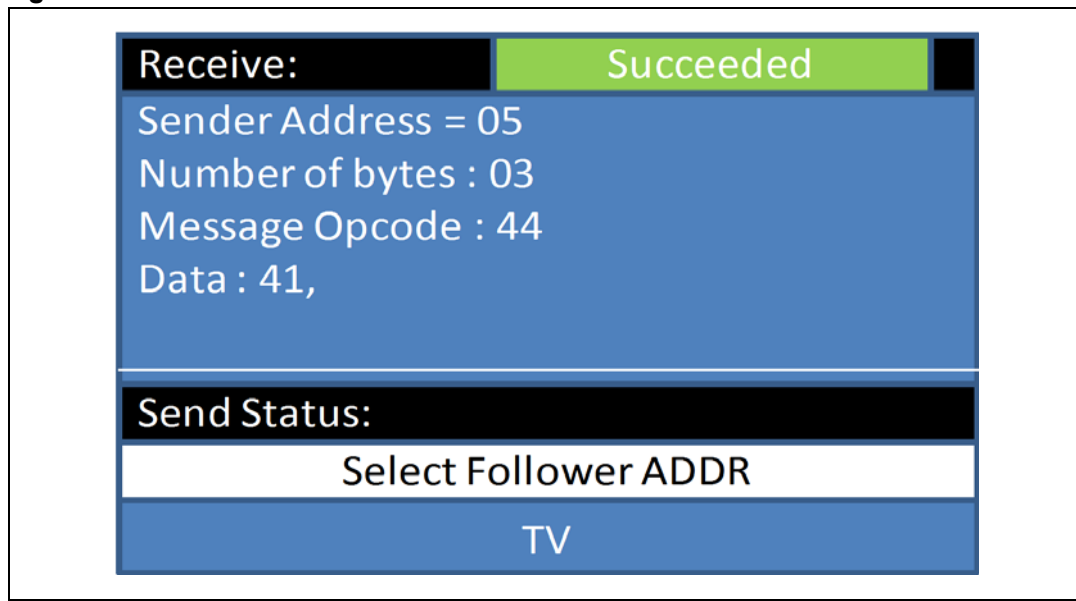 Receive:
Succeeded
Sender Address = 05
Number of bytes : 03
Message Opcode : 44
Data : 41,
Send Status:
Select Follower ADDR
TV